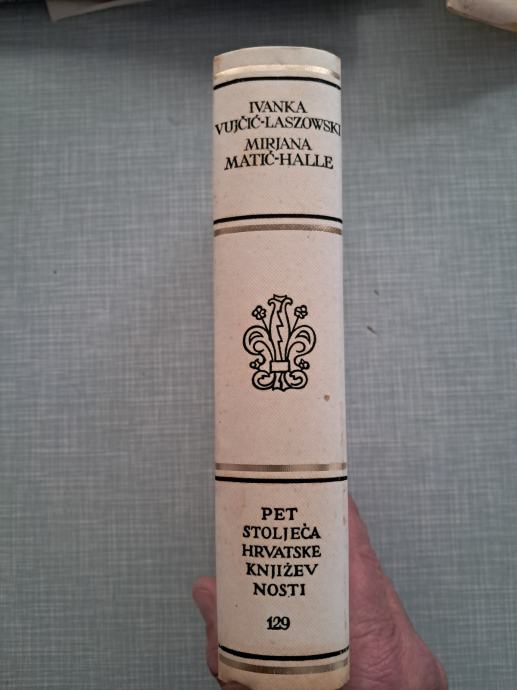 IVANKA
VUJČIĆ-LASZOWSKI
MIRJANA
MATIĆ-HALLE
PET
STOLJEĆA
HRVATSKE
KNJIŽEV
NOSTI
129